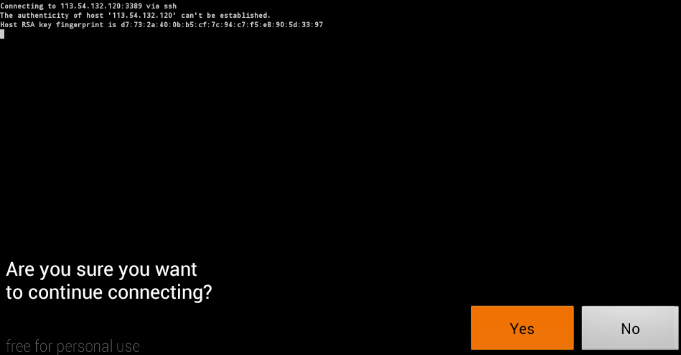 Connecting to 113.54.132.120:3389 via ssh
The authenticity of host '113.54.132.120' can't be established.
Host RSA key fingerprint is d7:73:2a:40:0b:b5:cf:7c:94:c7:f5:e8:90:5d:33:97
Are you sure you want
to continue connecting?
Yes
No
free for personal use